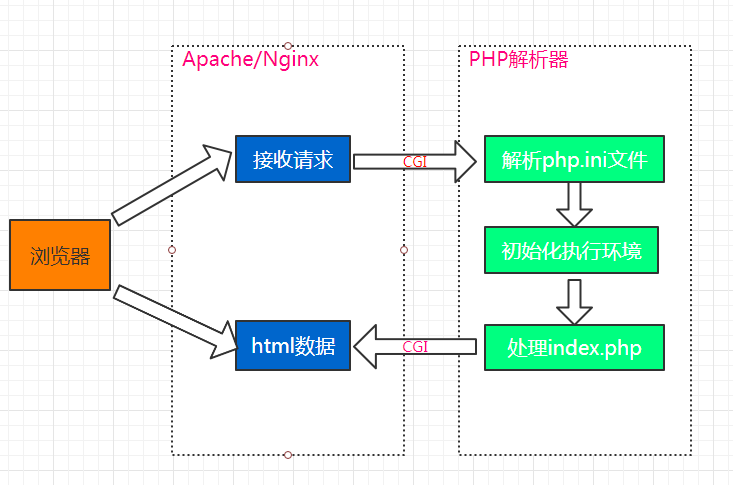 Apache/Nginx
PHP解析器
接收请求
CGI
解析php.ini文件
浏览器
初始化执行环境
html数据
CGI
处理index.php